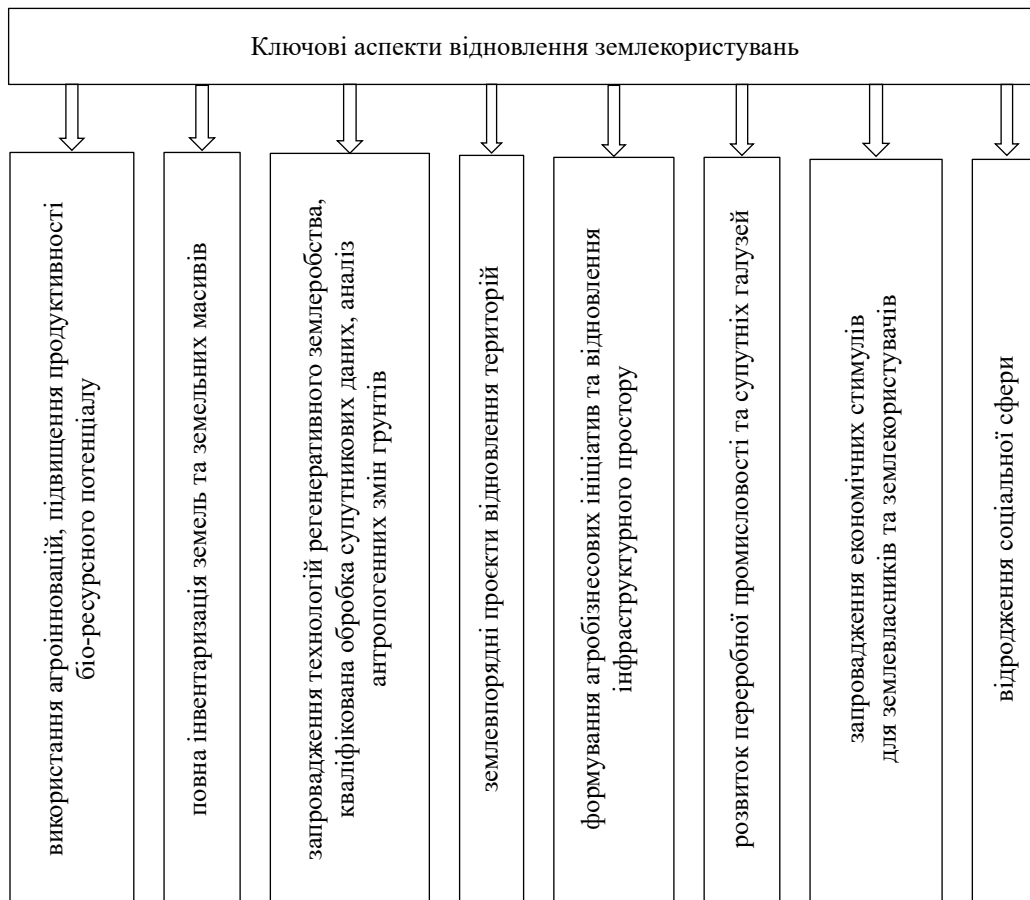 Ключові аспекти відновлення землекористувань
використання агроінновацій, підвищення продуктивності
біо-ресурсного потенціалу
повна інвентаризація земель та земельних масивів
запровадження технологій регенеративного землеробства,
кваліфікована обробка супутникових даних, аналіз
антропогенних змін грунтів
землевпорядні проєкти відновлення територій
формування агробізнесових ініціатив та відновлення
інфраструктурного простору
розвиток переробної промисловості та супутніх галузей
запровадження економічних стимулів
для землевласників та землекористувачів
відродження соціальної сфери